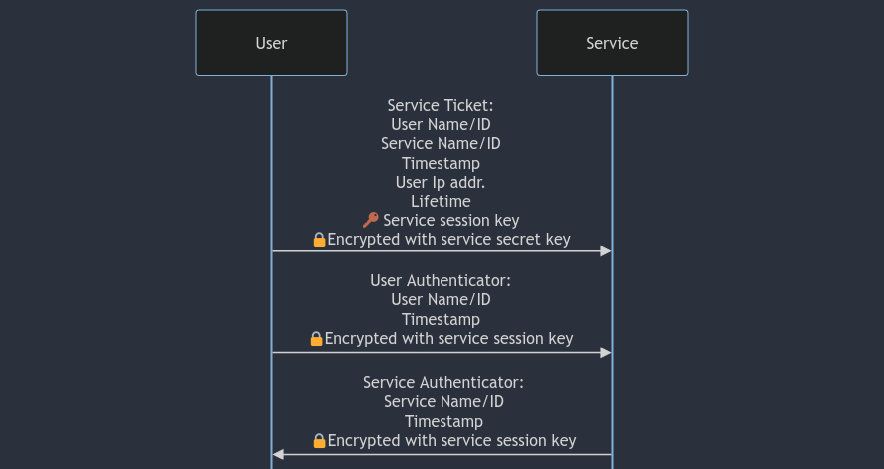 User
Service
Service Ticket:
User Name/ID
Service Name/ID
Timestamp
User Ip addr.
Lifetime
🔑 Service session key
🔒Encrypted with service secret key
User Authenticator:
User Name/ID
Timestamp
🔒Encrypted with service session key
Service Authenticator:
Service Name/ID
Timestamp
🔒Encrypted with service session key